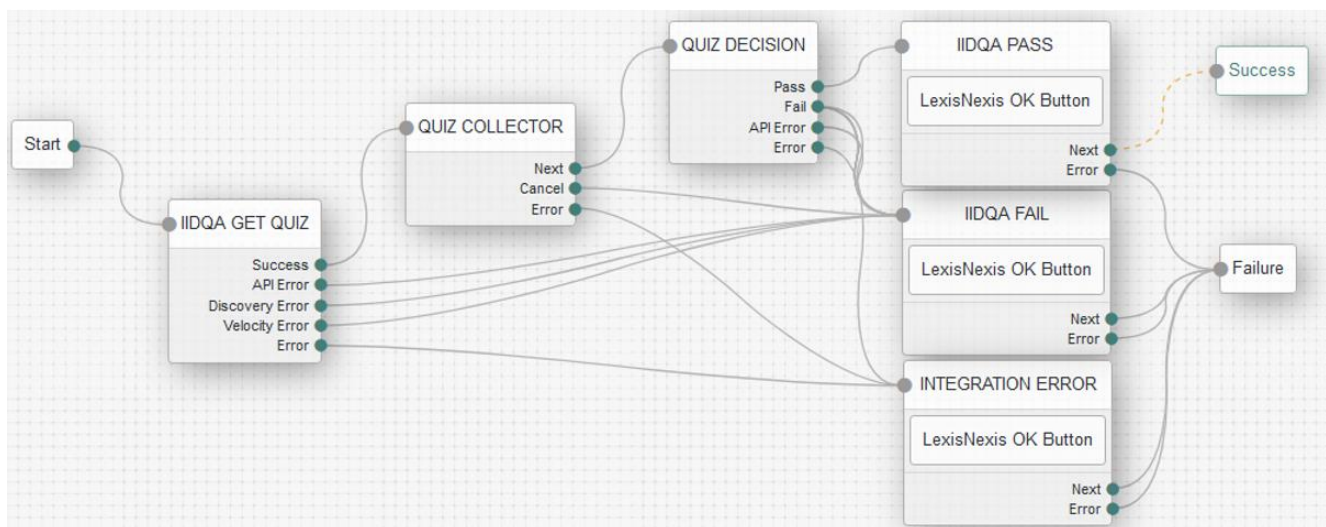 Start
IIDQA GET QUIZ
Success
API Error
Discovery Error
Velocity Error
Error
QUIZ COLLECTOR
Next
Cancel
Error
QUIZ DECISION
Pass
Fail
API Error
Error
IIDQA PASS
LexisNexis OK Button
Next
Error
IIDQA FAIL
LexisNexis OK Button
Next
Error
INTEGRATION ERROR
LexisNexis OK Button
Next
Error
Success
Failure